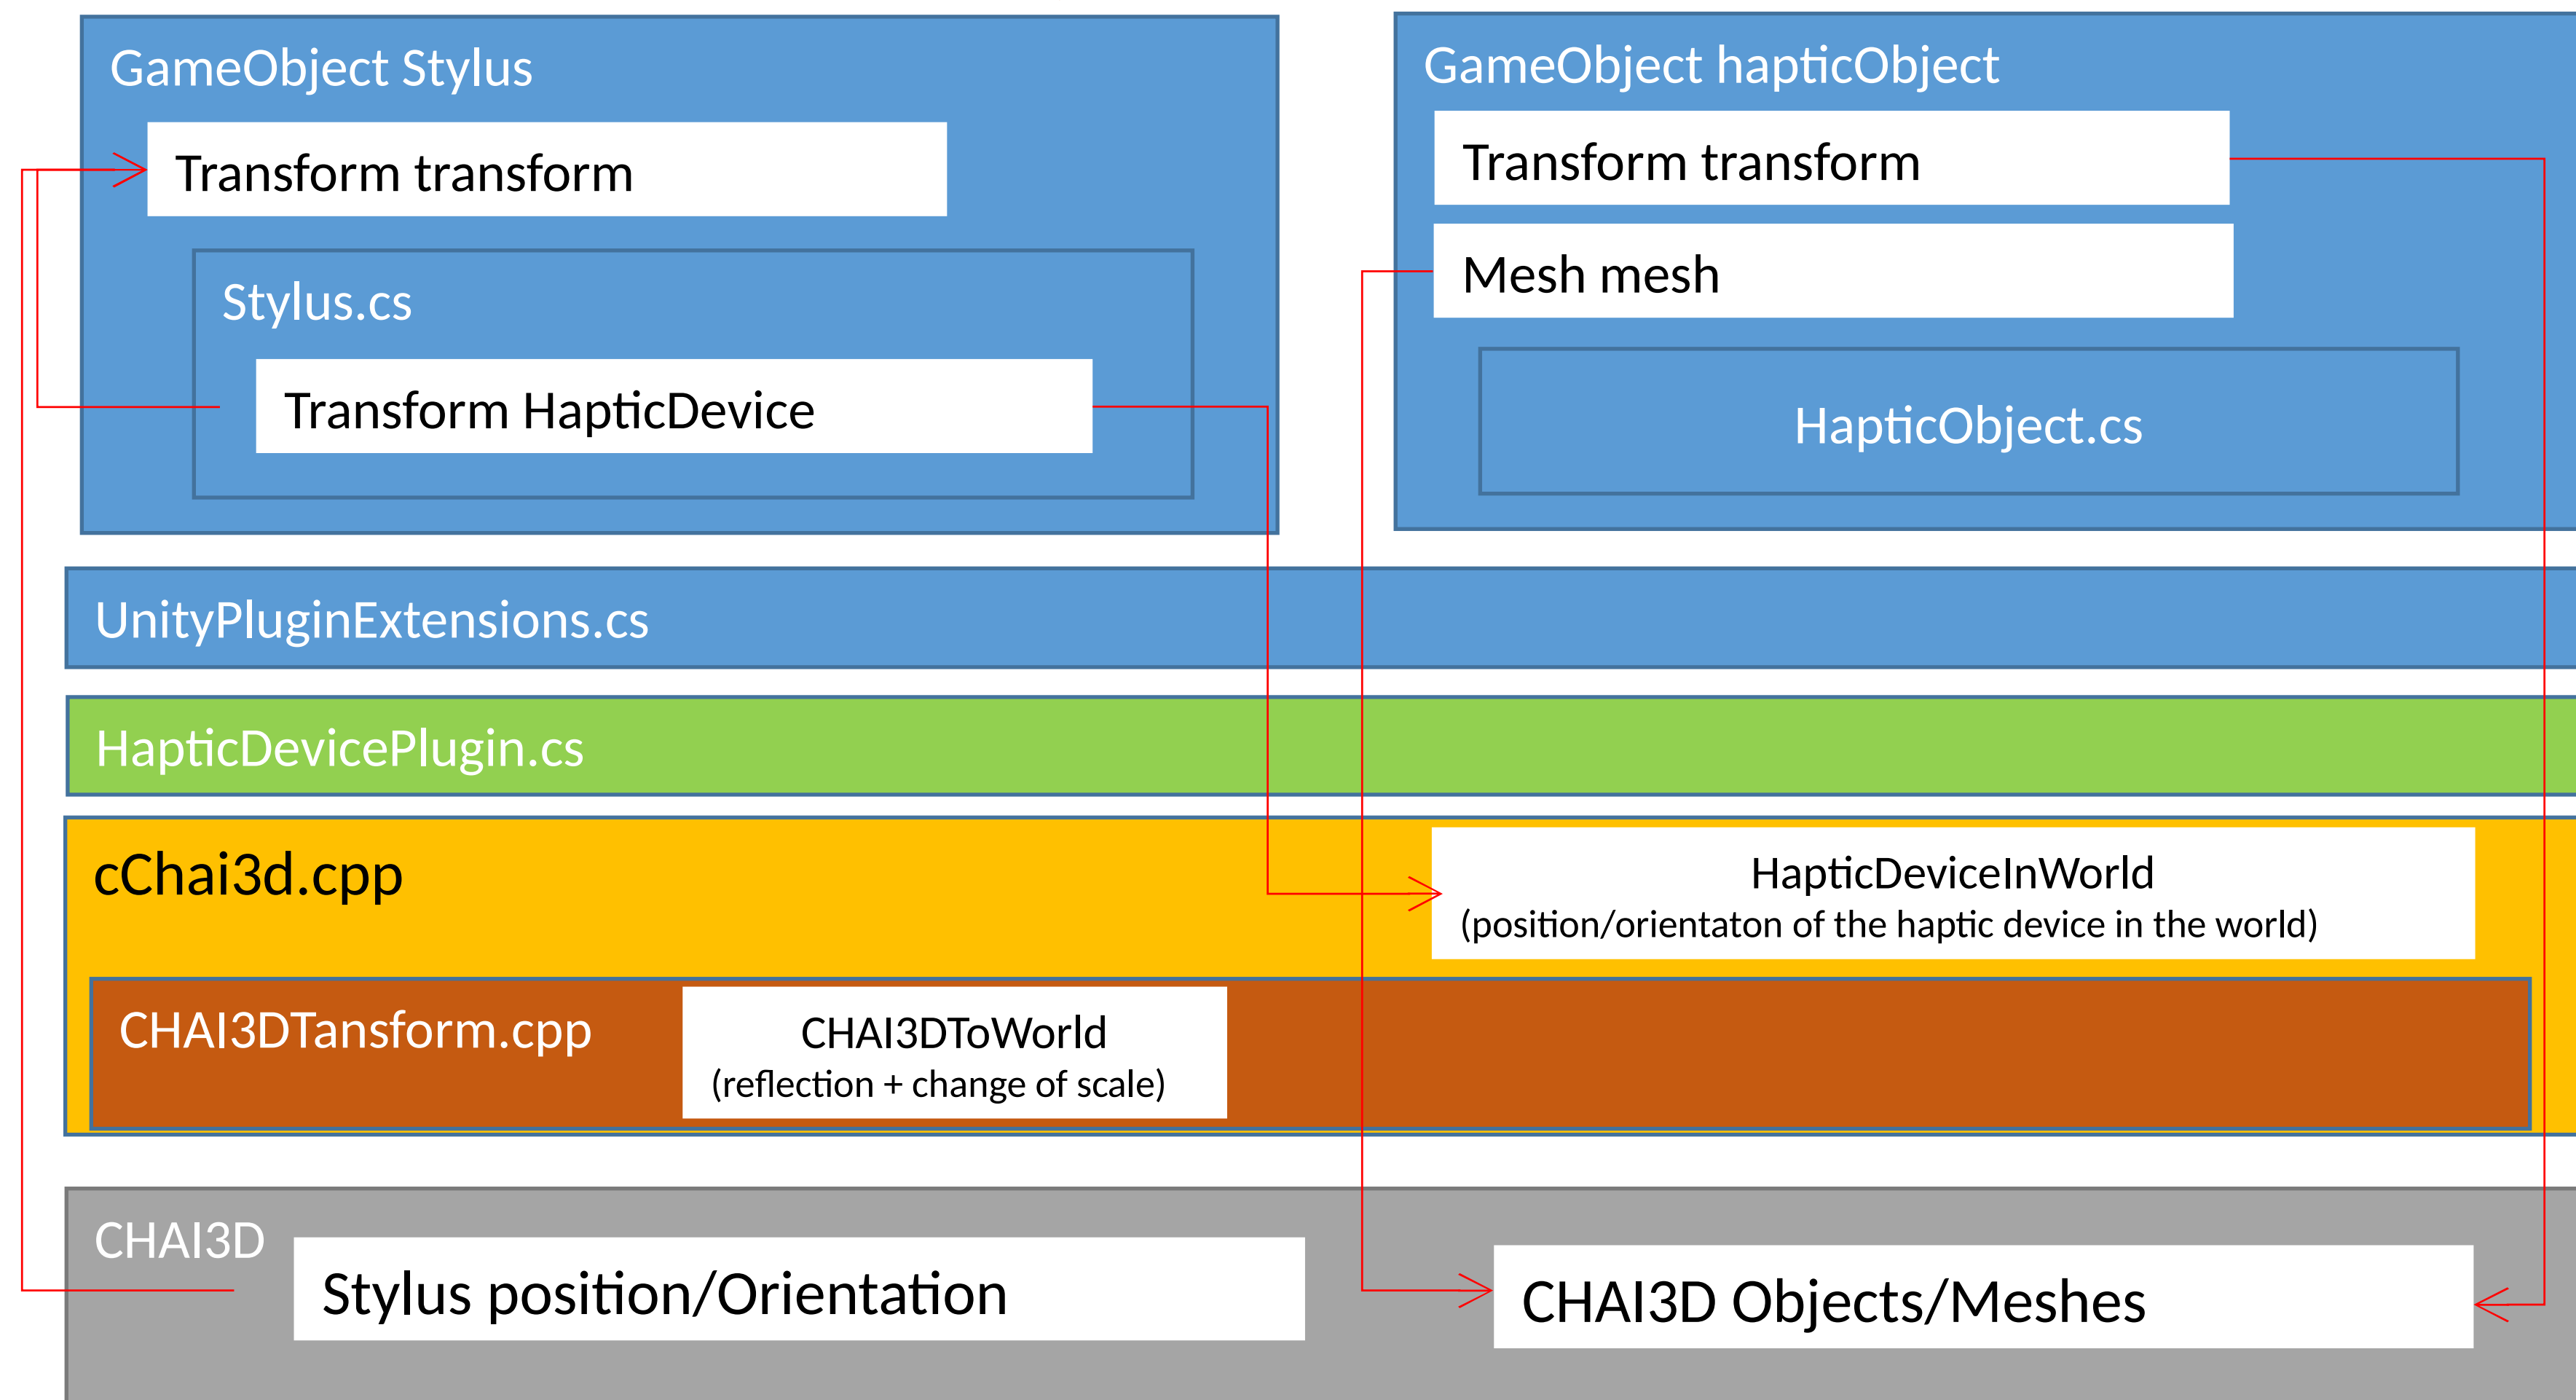 GameObject Stylus
Transform transform
Stylus.cs
Transform HapticDevice
GameObject hapticObject
Transform transform
Mesh mesh
HapticObject.cs
UnityPluginExtensions.cs
HapticDevicePlugin.cs
cChai3d.cpp
HapticDeviceInWorld
(position/orientaton of the haptic device in the world)
CHAI3DTansform.cpp
CHAI3DToWorld
(reflection + change of scale)
CHAI3D
Stylus position/Orientation
CHAI3D Objects/Meshes